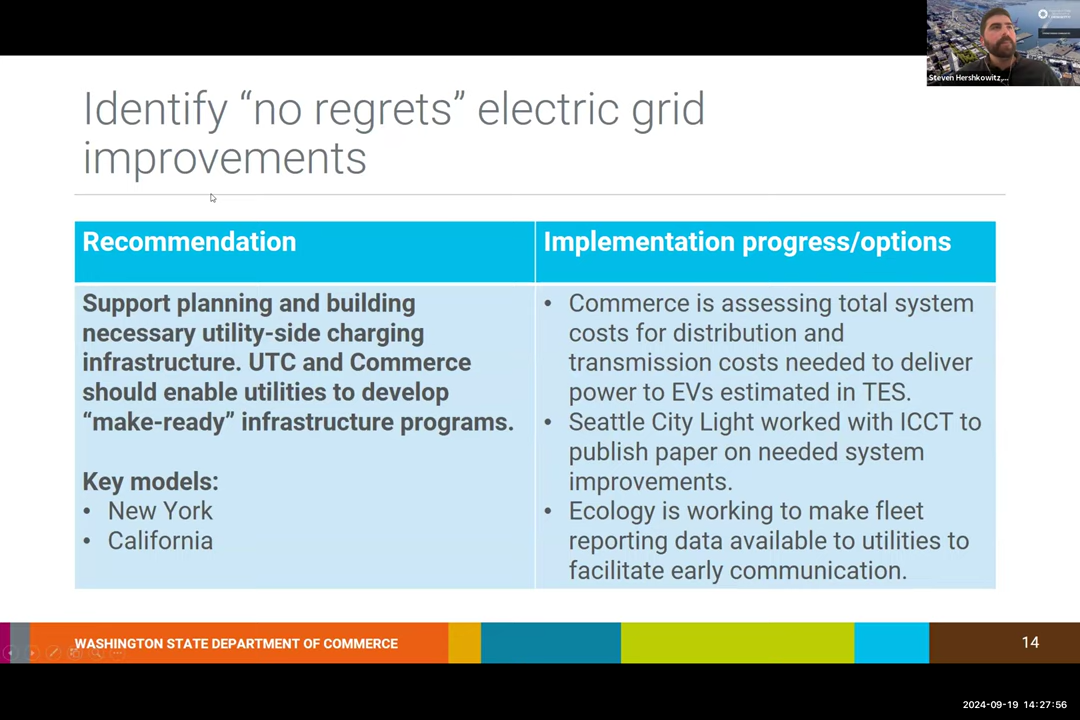 Steven Hershkowitz,...
Identify “no regrets” electric grid
improvements
Recommendation
Implementation progress/options
Support planning and building
necessary utility-side charging
infrastructure. UTC and Commerce
should enable utilities to develop
“make-ready” infrastructure programs.
Key models:
• New York
• California
• Commerce is assessing total system
costs for distribution and
transmission costs needed to deliver
power to EVs estimated in TES.
• Seattle City Light worked with ICCT to
publish paper on needed system
improvements.
• Ecology is working to make fleet
reporting data available to utilities to
facilitate early communication.
WASHINGTON STATE DEPARTMENT OF COMMERCE
14
2024-09-19 14:27:56